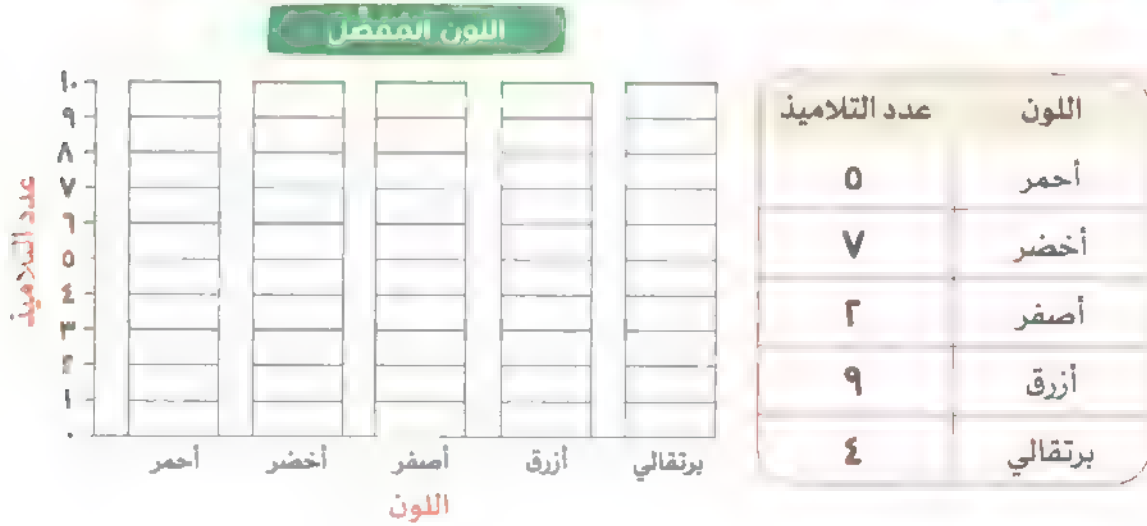 اللون المفضل
اللون عدد التلاميذ
أحمر ٥
أخضر ٧
أصفر ٢
أزرق ٩
برتقالي ٤
عدد التلاميذ
١٠
٩
٨
٧
٦
٥
٤
٣
٢
١
٠
أحمر أخضر أصفر أزرق برتقالي
اللون